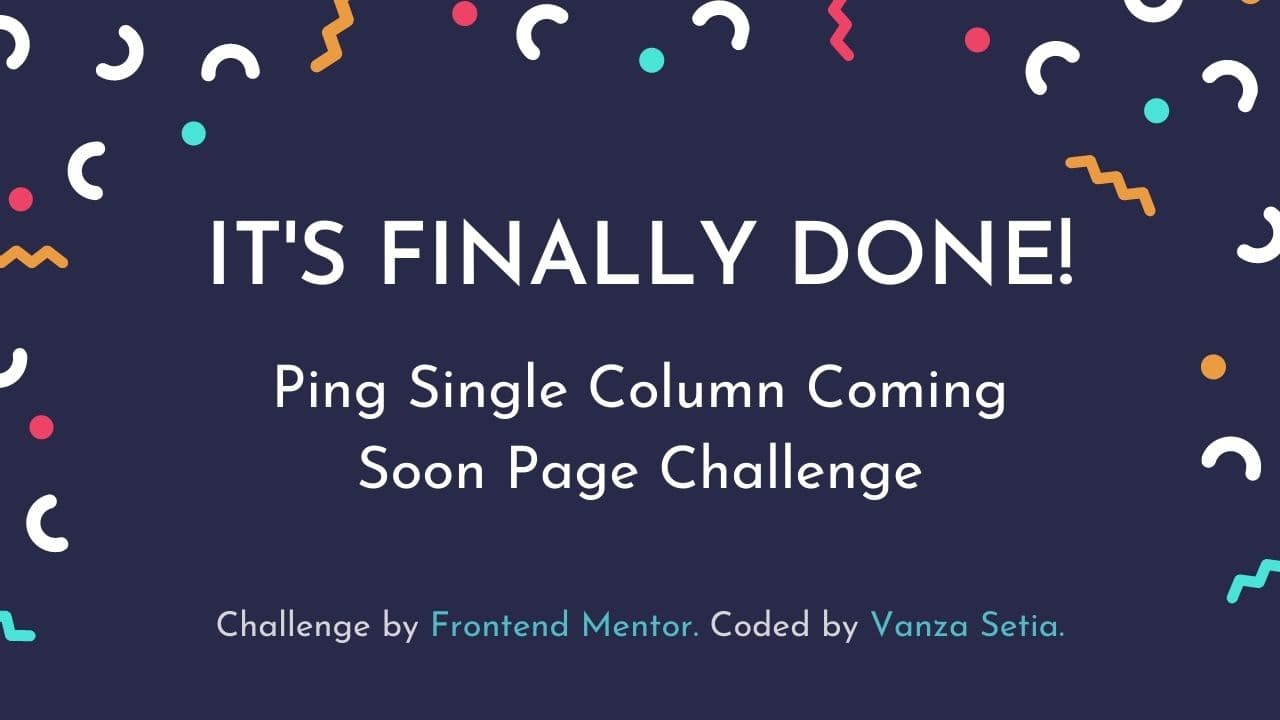 IT'S FINALLY DONE!
Ping Single Column Coming
Soon Page Challenge
Challenge by Frontend Mentor. Coded by Vanza Setia.